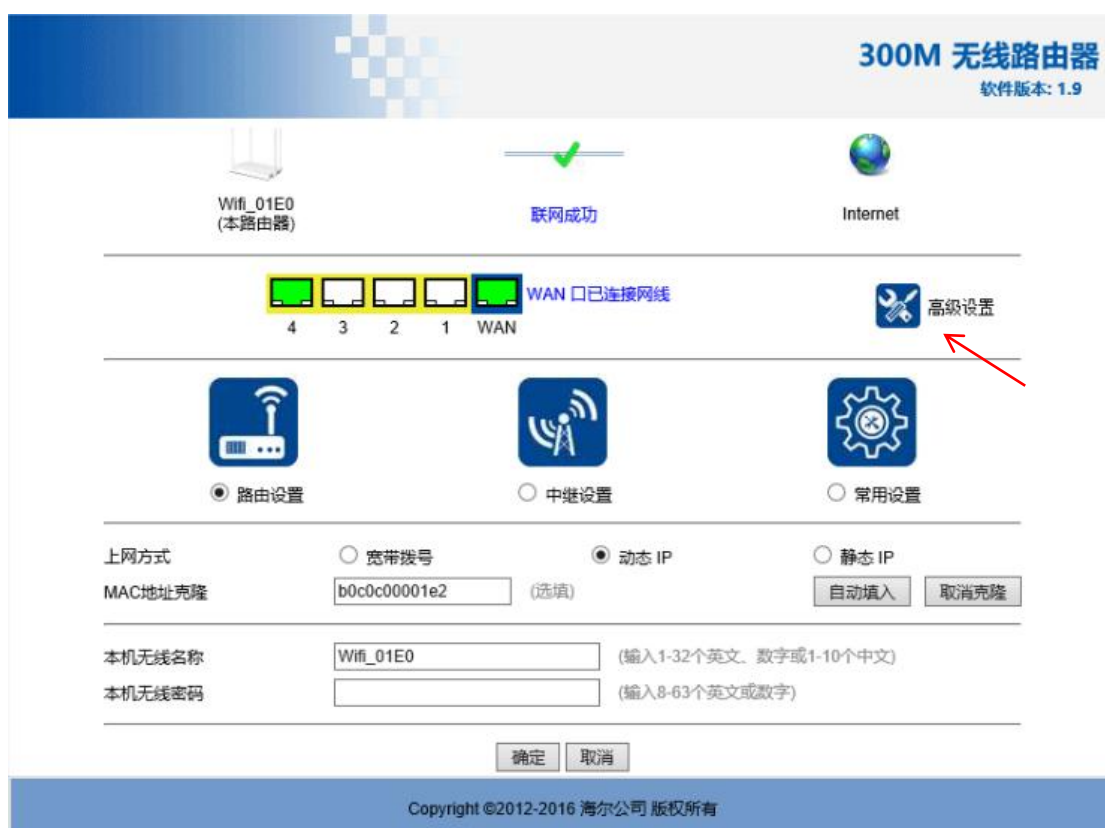 300M 无线路由器
软件版本: 1.9
Wifi_01E0
(本路由器)
联网成功
Internet
WAN 口已连接网线
高级设置
4 3 2 1 WAN
路由设置 中继设置 常用设置
上网方式 宽带拨号 动态 IP 静态 IP
MAC地址克隆 b0c0c00001e2 (选填) 自动填入 取消克隆
本机无线名称 Wifi_01E0 (输入1-32个英文、数字或1-10个中文)
本机无线密码 (输入8-63个英文或数字)
确定 取消
Copyright ©2012-2016 海尔公司 版权所有